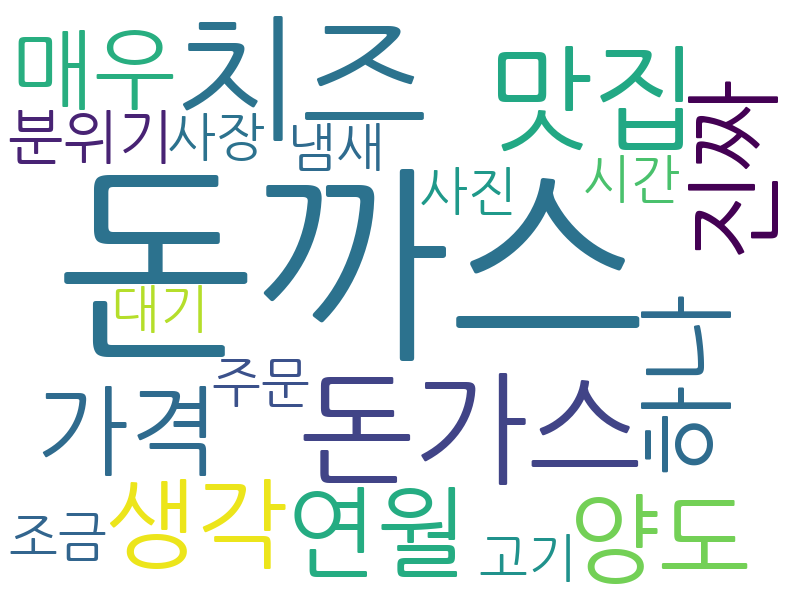 매우
치즈
맛집
진짜
분위기
사장
냄새
사진
시간
돈까스
대기
하나
주문
가격
돈가스
조금
생각
연월
고기
양도